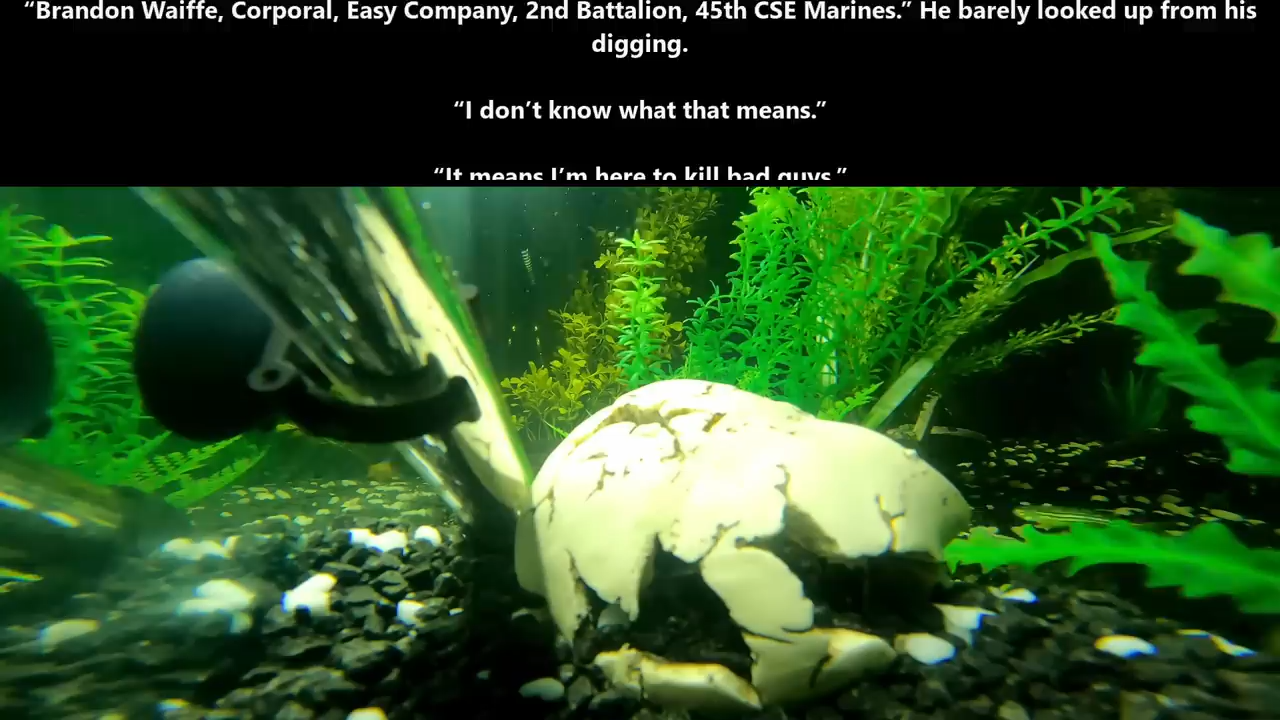 “Brandon Waiffe, Corporal, Easy Company, 2nd Battalion, 45th CSE Marines.” He barely looked up from his
digging.
“I don’t know what that means.”
“It means I’m here to kill bad guys.”